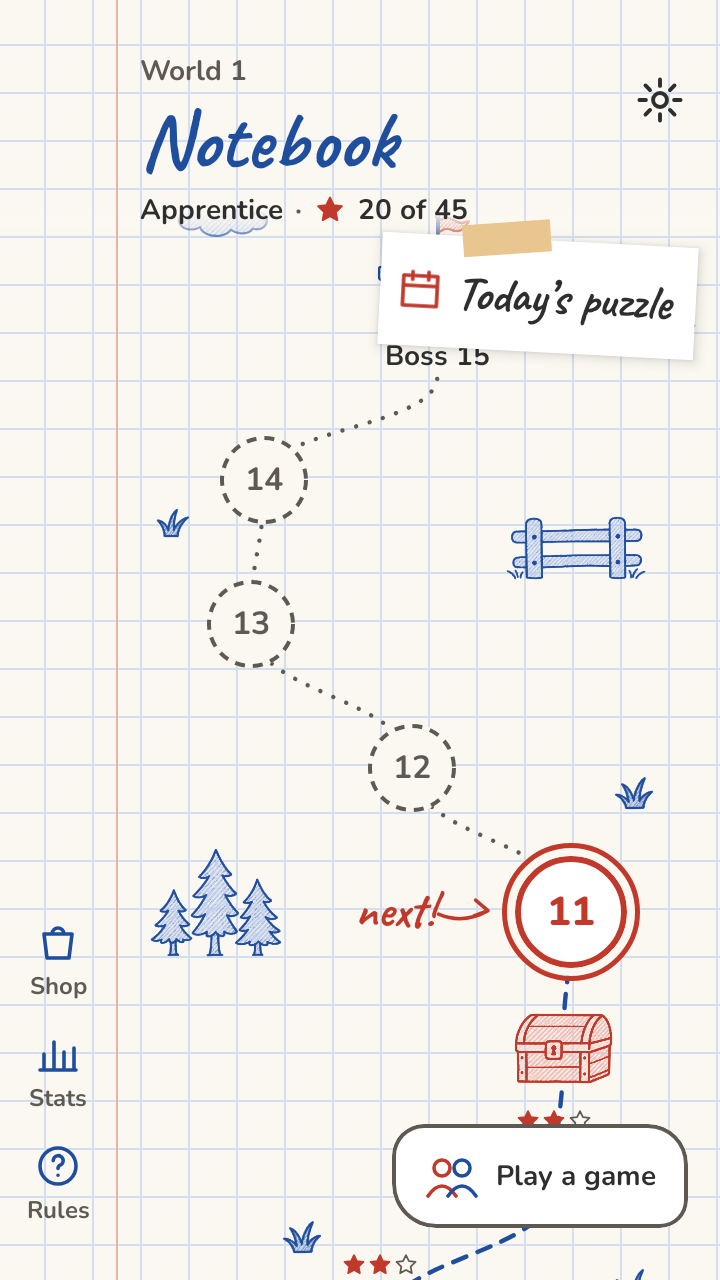 World 1
Notebook
Apprentice · 20 of 45
Today's puzzle
Boss 15
14
13
12
next! 11
Shop
Stats
Rules
Play a game